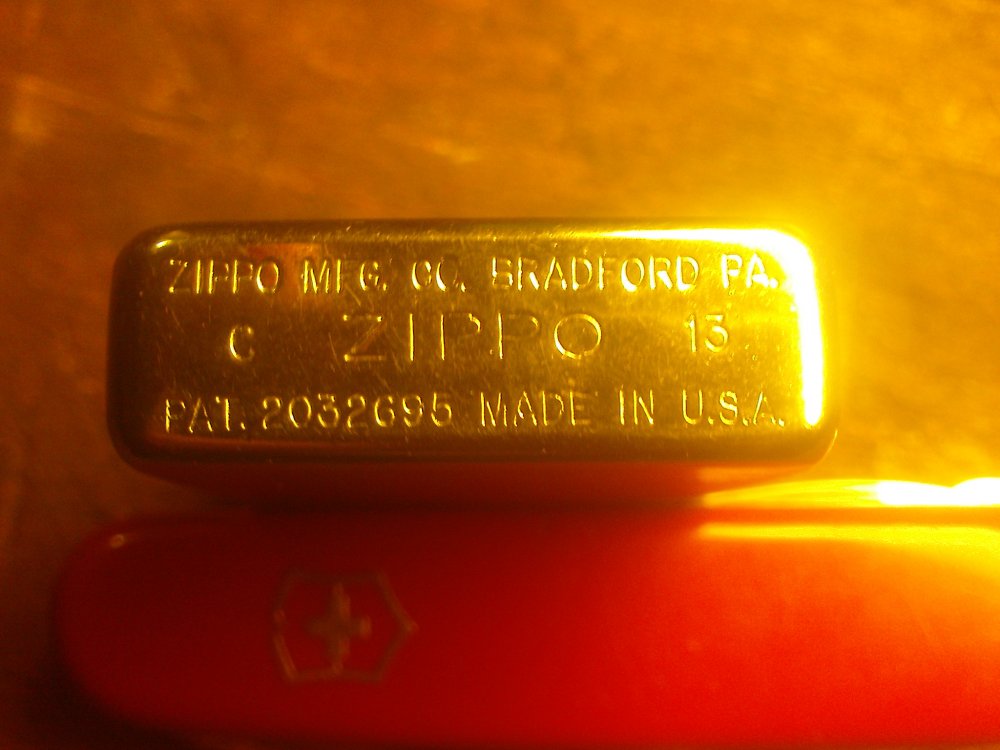 ZIPPO MFG. CO. BRADFORD PA.
C ZIPPO 13
PAT. 2032695 MADE IN U.S.A.